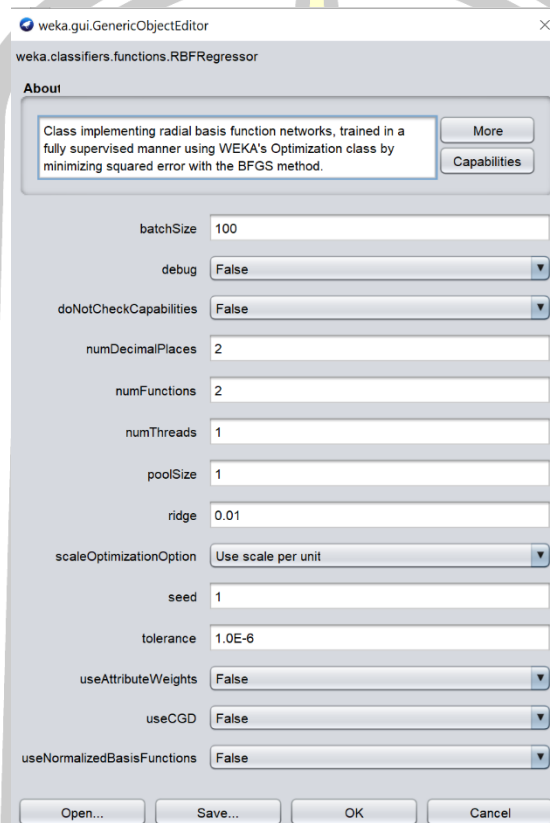 weka.gui.GenericObjectEditor
weka.classifiers.functions.RBFRegressor
About
Class implementing radial basis function networks, trained in a
fully supervised manner using WEKA's Optimization class by
minimizing squared error with the BFGS method.
More
Capabilities
batchSize 100
debug False
doNotCheckCapabilities False
numDecimalPlaces 2
numFunctions 2
numThreads 1
poolSize 1
ridge 0.01
scaleOptimizationOption Use scale per unit
seed 1
tolerance 1.0E-6
useAttributeWeights False
useCGD False
useNormalizedBasisFunctions False
Open... Save... OK Cancel